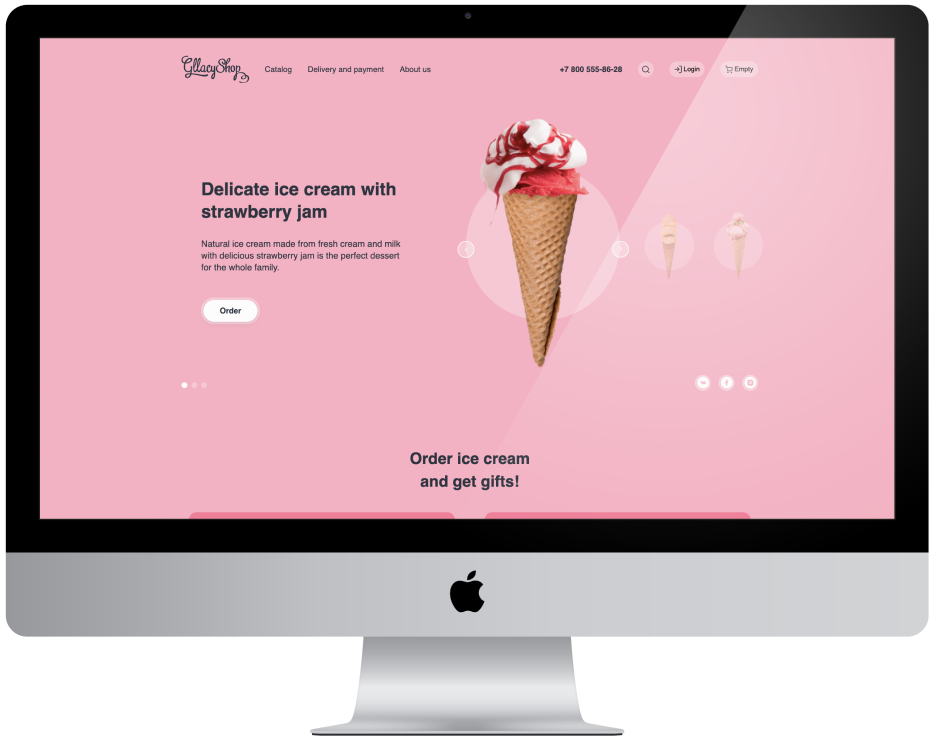 GllacyShop
Catalog Delivery and payment About us
+7 800 555-86-28
Login
Empty
Delicate ice cream with
strawberry jam
Natural ice cream made from fresh cream and milk
with delicious strawberry jam is the perfect dessert
for the whole family.
Order
Order ice cream
and get gifts!